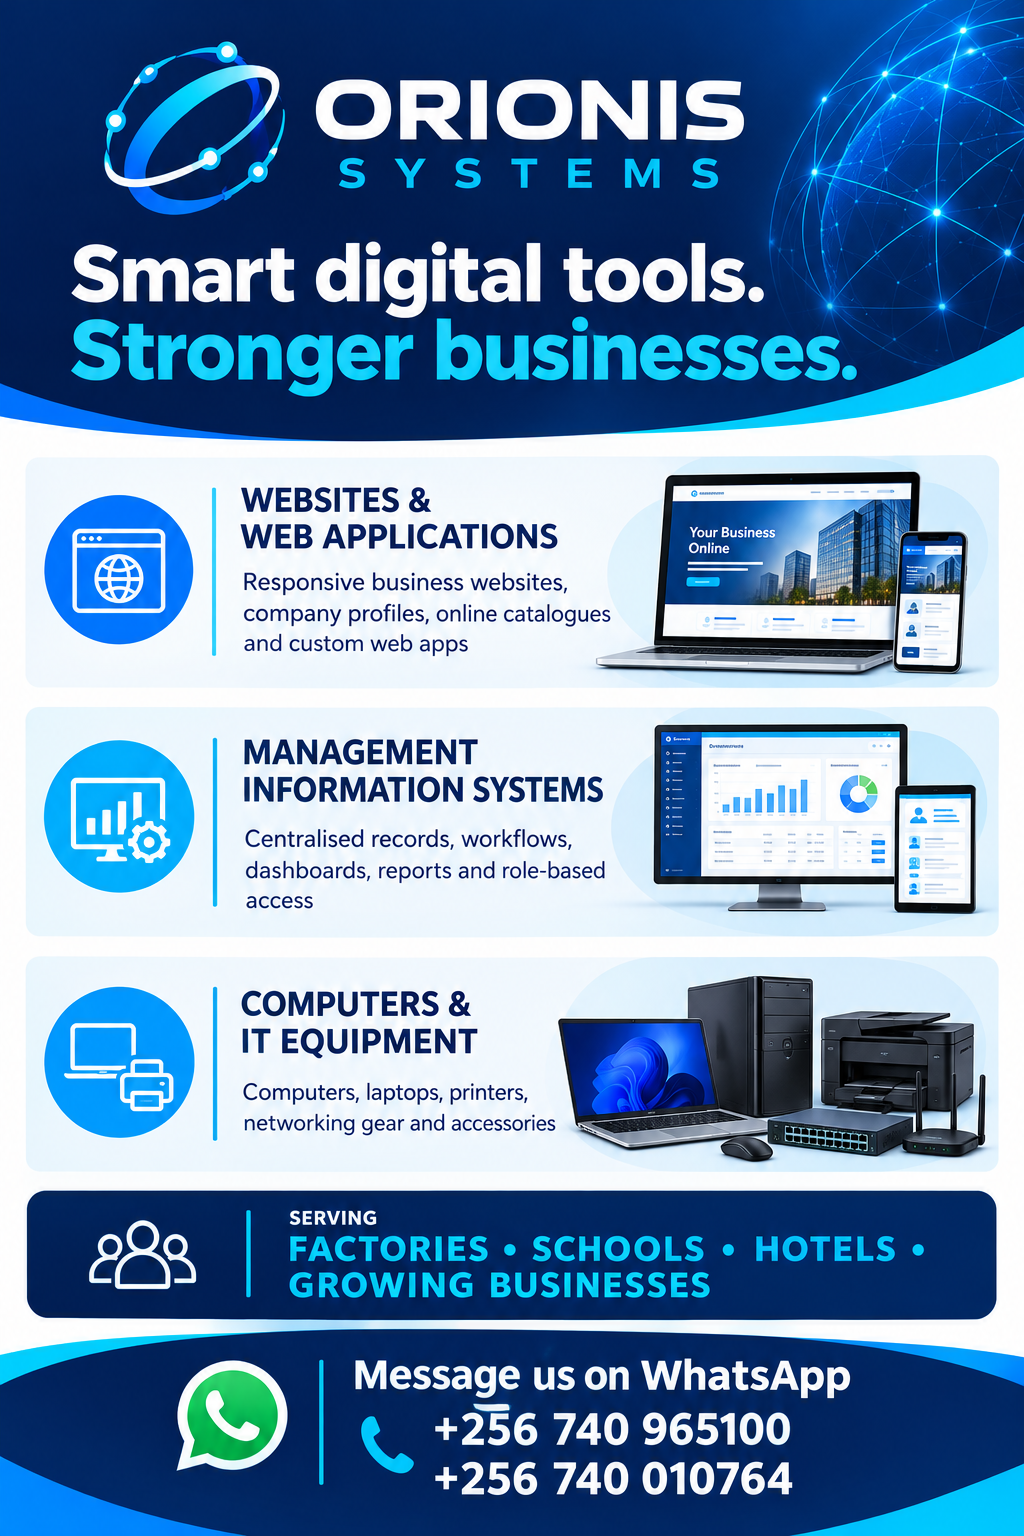 ORIONIS
SYSTEMS
Smart digital tools.
Stronger businesses.
WEBSITES &
WEB APPLICATIONS
Responsive business websites,
company profiles, online catalogues
and custom web apps
Your Business
Online
MANAGEMENT
INFORMATION SYSTEMS
Centralised records, workflows,
dashboards, reports and role-based
access
COMPUTERS &
IT EQUIPMENT
Computers, laptops, printers,
networking gear and accessories
SERVING
FACTORIES • SCHOOLS • HOTELS •
GROWING BUSINESSES
Message us on WhatsApp
+256 740 965100
+256 740 010764